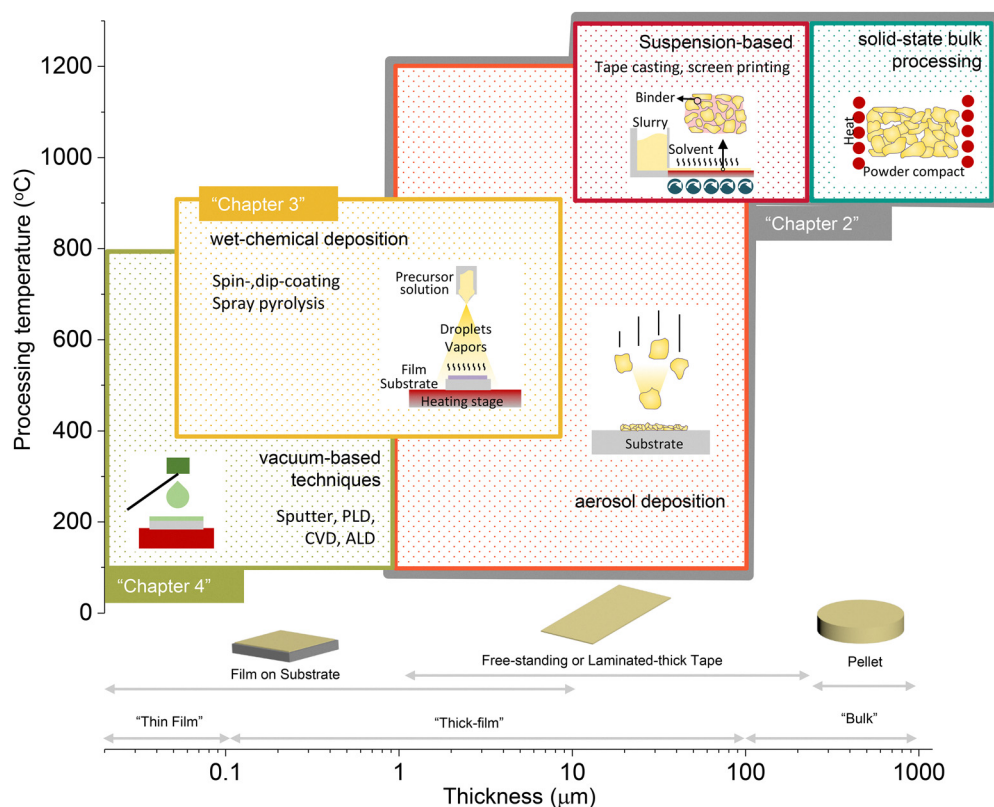 Processing temperature (ºC)
1200
1000
800
600
400
200
0
Suspension-based
Tape casting, screen printing
Binder
Slurry
Solvent
solid-state bulk
processing
Heat
Powder compact
“Chapter 2”
“Chapter 3”
wet-chemical deposition
Spin-,dip-coating
Spray pyrolysis
Precursor
solution
Droplets
Vapors
Film
Substrate
Heating stage
Substrate
aerosol deposition
vacuum-based
techniques
Sputter, PLD,
CVD, ALD
“Chapter 4”
Film on Substrate
Free-standing or Laminated-thick Tape
Pellet
“Thin Film”
“Thick-film”
“Bulk”
0.1
1
10
100
1000
Thickness (μm)